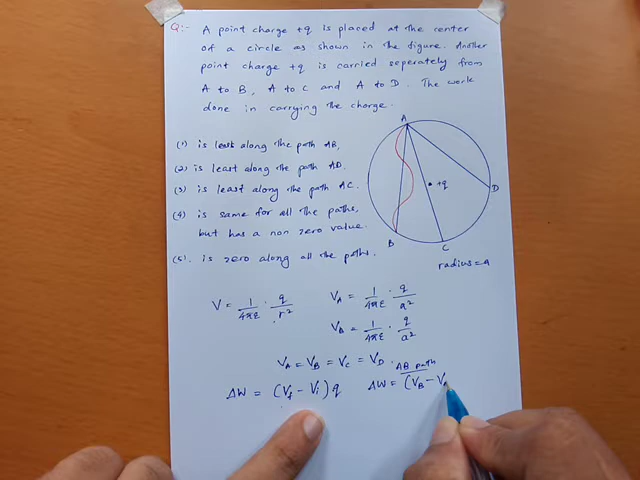 Q:- A point charge +q is placed at the center
of a circle as shown in the figure. Another
point charge +q is carried seperately from
A to B, A to C and A to D. The work
done in carrying the charge.
(1) is least along the path AB,
(2) is least along the path AD.
(3) is least along the path AC.
(4) is same for all the paths,
but has a non zero value.
(5). is zero along all the paths.
A
+q
D
B
C
radius = a
V = 1/4πε · q/r²
V_A = 1/4πε · q/a²
V_B = 1/4πε · q/a²
V_A = V_B = V_C = V_D.
AB path
ΔW = (V_f - V_i) q
ΔW = (V_B - V_A